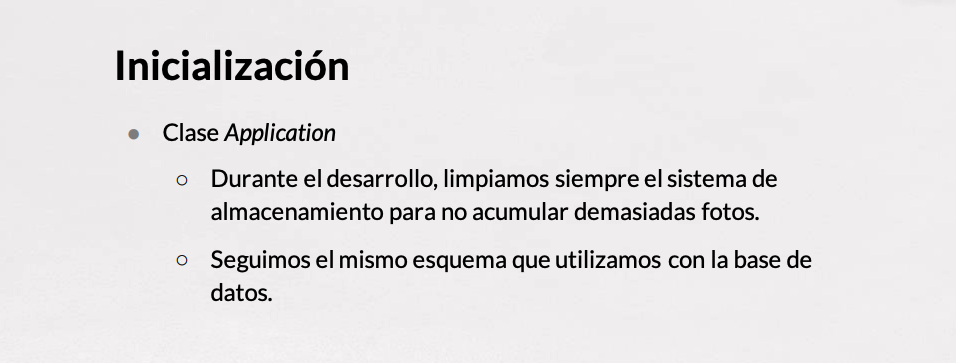 Inicialización
Clase Application
Durante el desarrollo, limpiamos siempre el sistema de
almacenamiento para no acumular demasiadas fotos.
Seguimos el mismo esquema que utilizamos con la base de
datos.